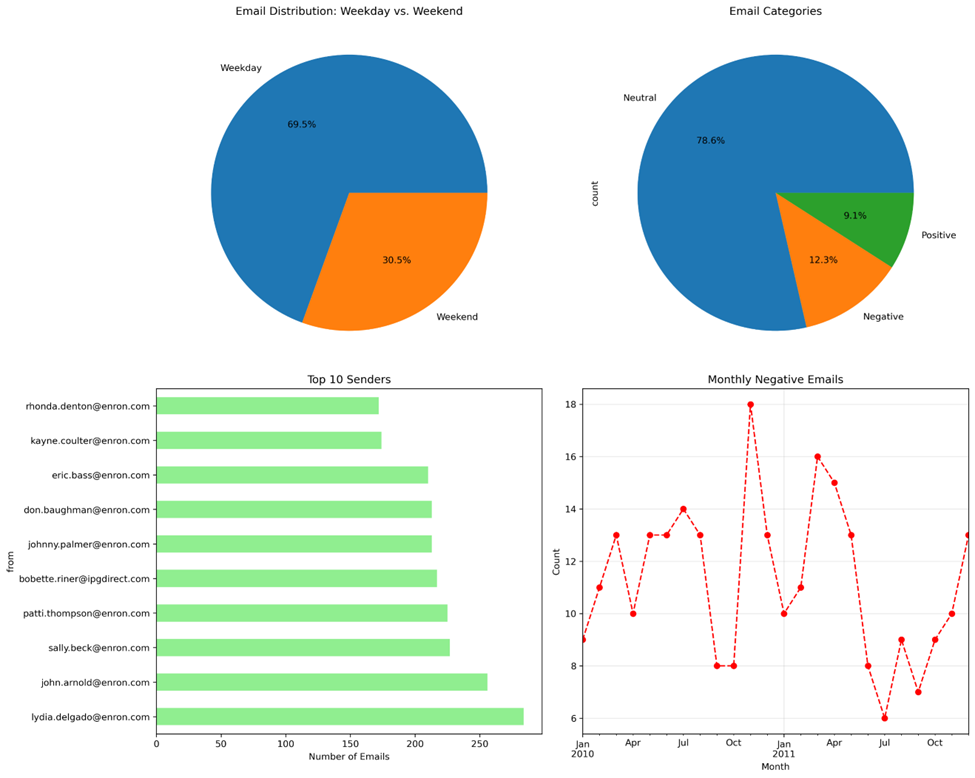 Email Distribution: Weekday vs. Weekend
Weekday
69.5%
30.5%
Weekend
Email Categories
Neutral
78.6%
count
9.1%
Positive
12.3%
Negative
Top 10 Senders
from
rhonda.denton@enron.com
kayne.coulter@enron.com
eric.bass@enron.com
don.baughman@enron.com
johnny.palmer@enron.com
bobette.riner@ipgdirect.com
patti.thompson@enron.com
sally.beck@enron.com
john.arnold@enron.com
lydia.delgado@enron.com
0 50 100 150 200 250
Number of Emails
Monthly Negative Emails
Count
18
16
14
12
10
8
6
Jan Apr Jul Oct Jan Apr Jul Oct
2010 2011
Month